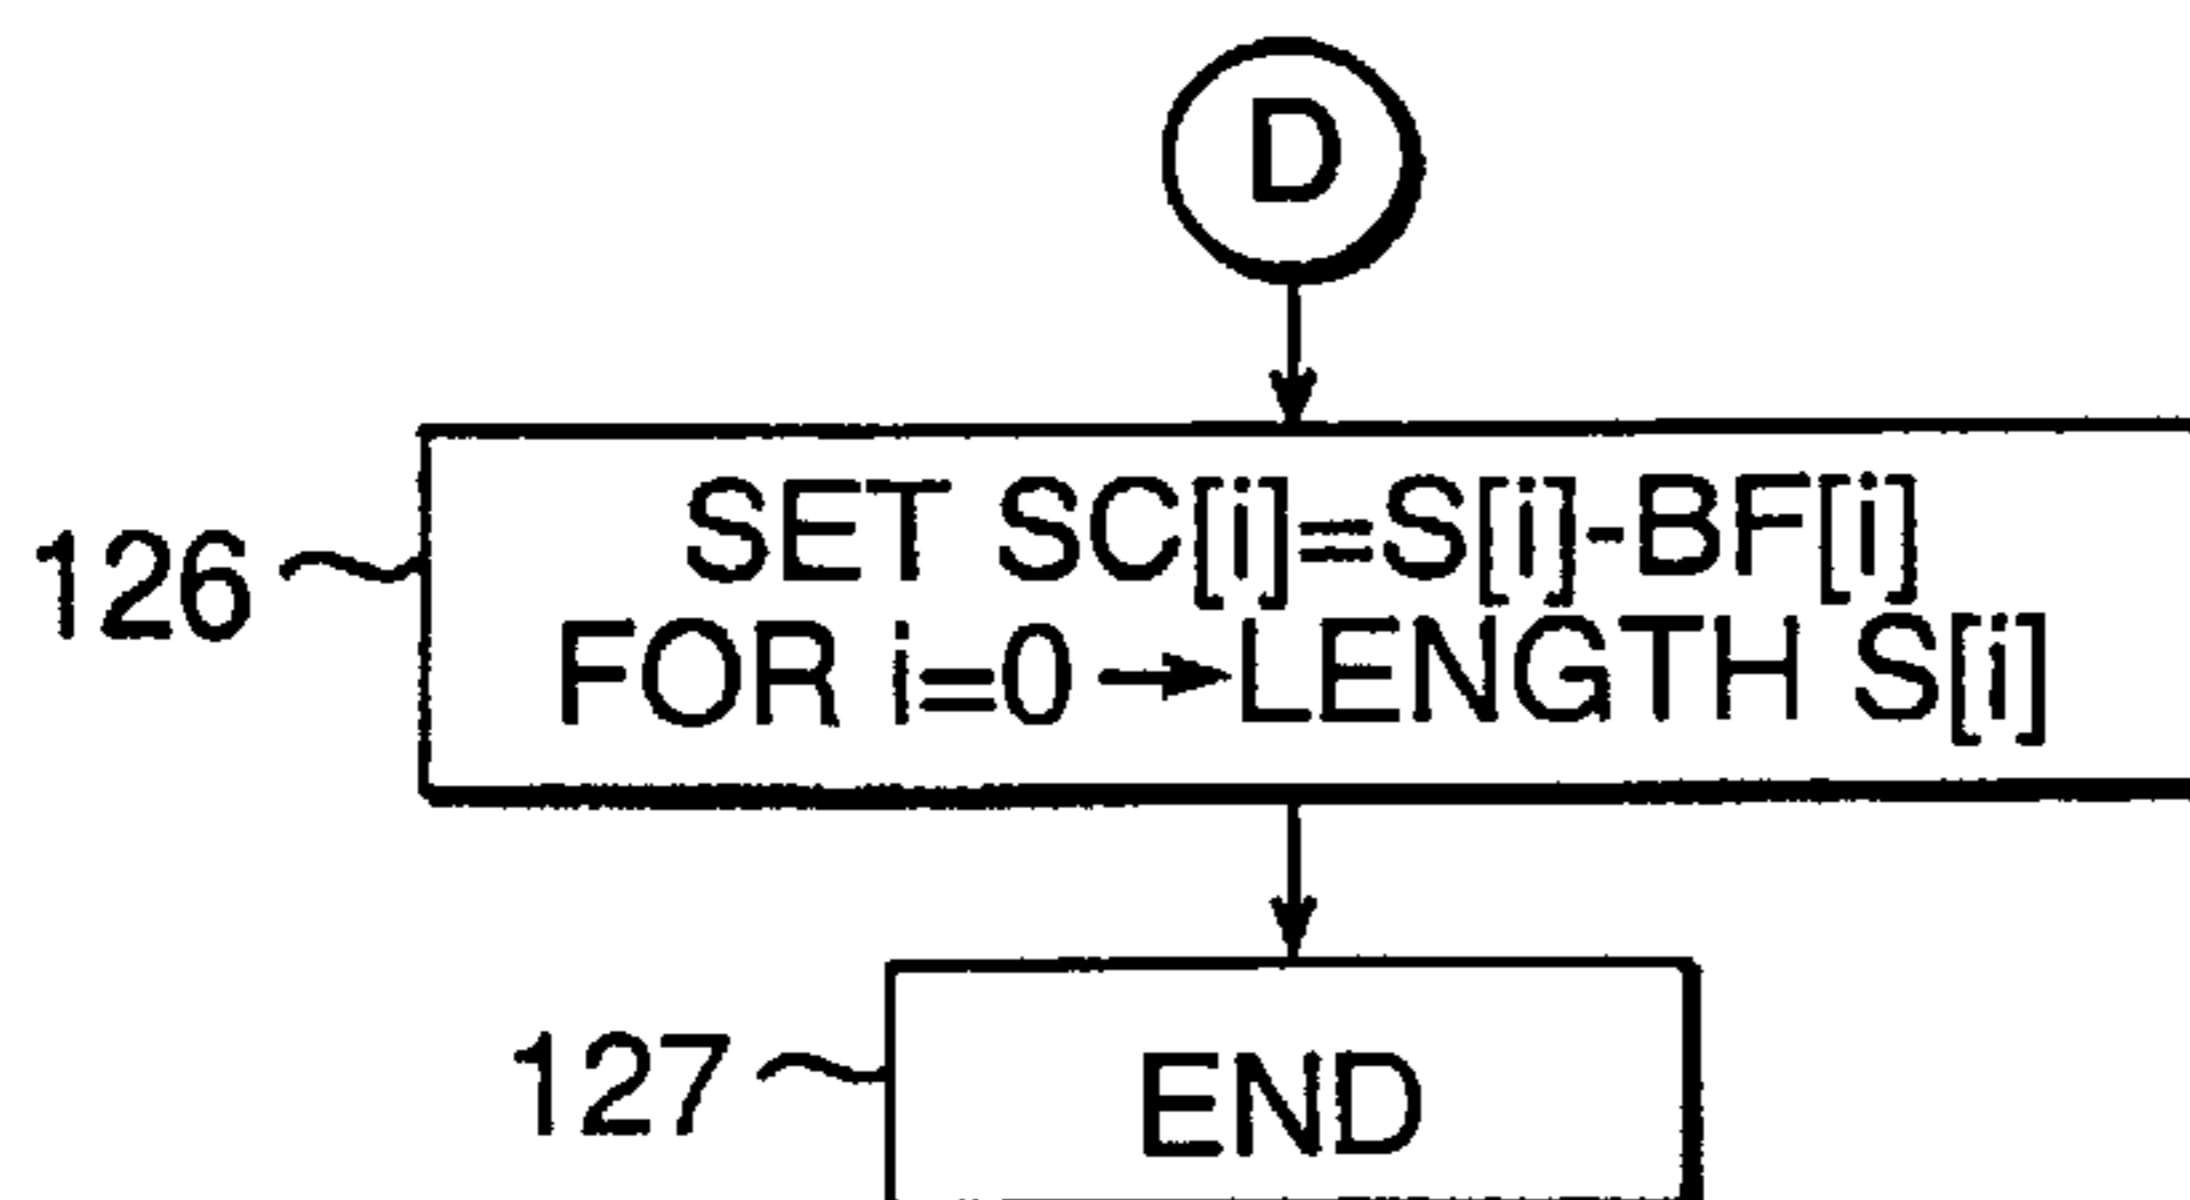 D
126
SET SC[i]=S[i]-BF[i]
FOR i=0→LENGTH S[i]
127
END